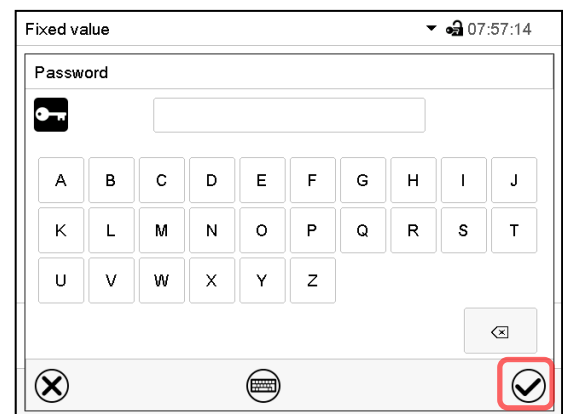 Fixed value 07:57:14
Password
A B C D E F G H I J
K L M N O P Q R S T
U V W X Y Z